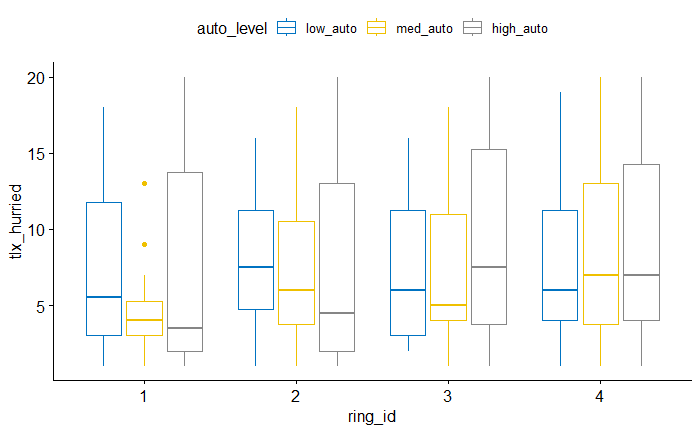 auto_level low_auto med_auto high_auto
20
15
10
5
tlx_hurried
1 2 3 4
ring_id